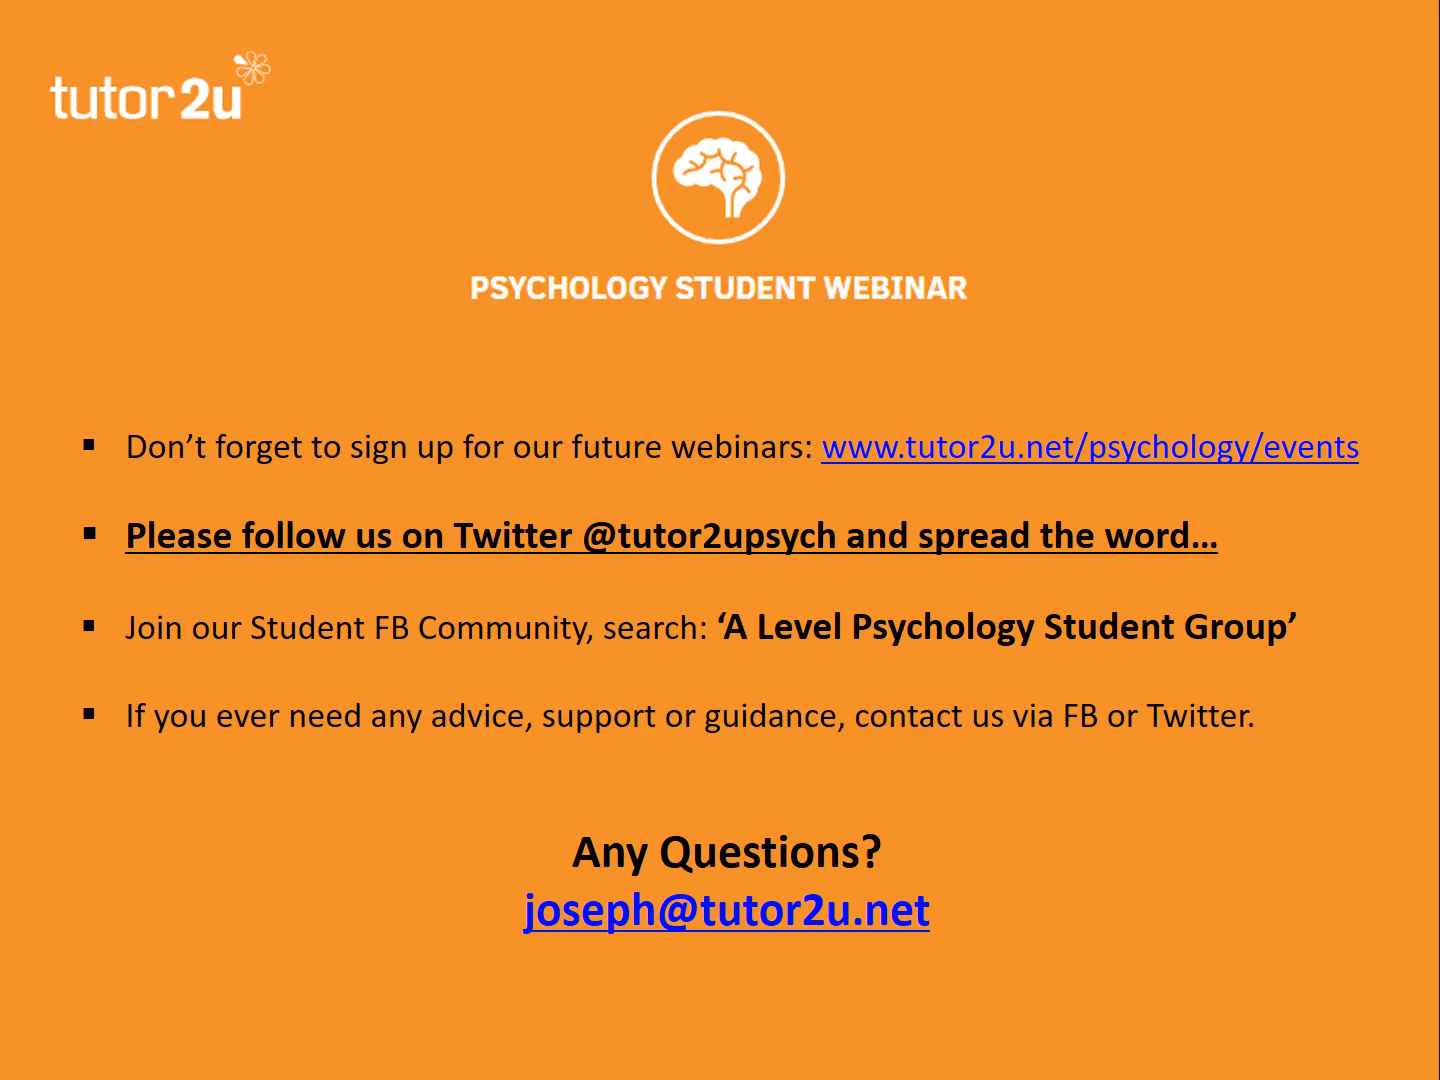 tutor2u
PSYCHOLOGY STUDENT WEBINAR
▪ Don’t forget to sign up for our future webinars: www.tutor2u.net/psychology/events
▪ Please follow us on Twitter @tutor2upsych and spread the word…
▪ Join our Student FB Community, search: ‘A Level Psychology Student Group’
▪ If you ever need any advice, support or guidance, contact us via FB or Twitter.
Any Questions?
joseph@tutor2u.net